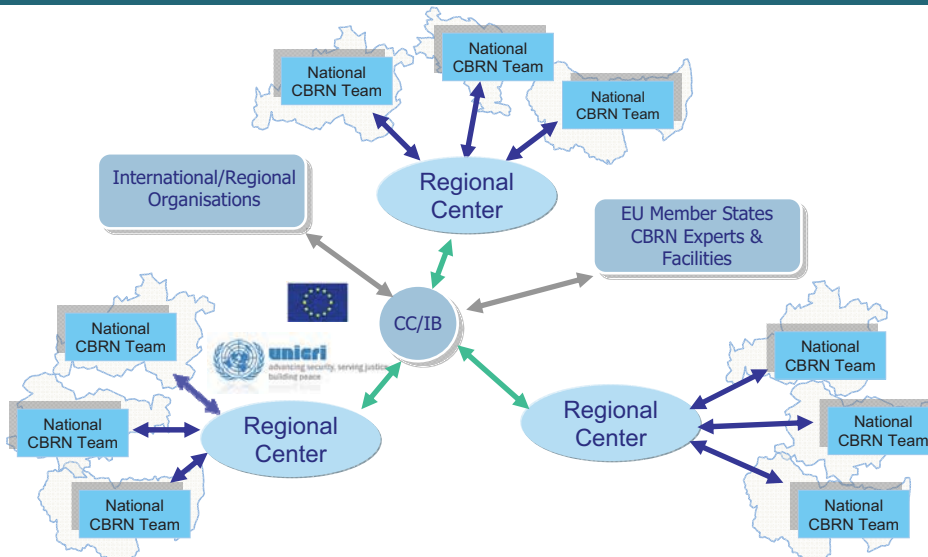 National
CBRN Team
National
CBRN Team
National
CBRN Team
Regional
Center
International/Regional
Organisations
EU Member States
CBRN Experts &
Facilities
CC/IB
unicri
advancing security, serving justice,
building peace
National
CBRN Team
National
CBRN Team
National
CBRN Team
Regional
Center
Regional
Center
National
CBRN Team
National
CBRN Team
National
CBRN Team